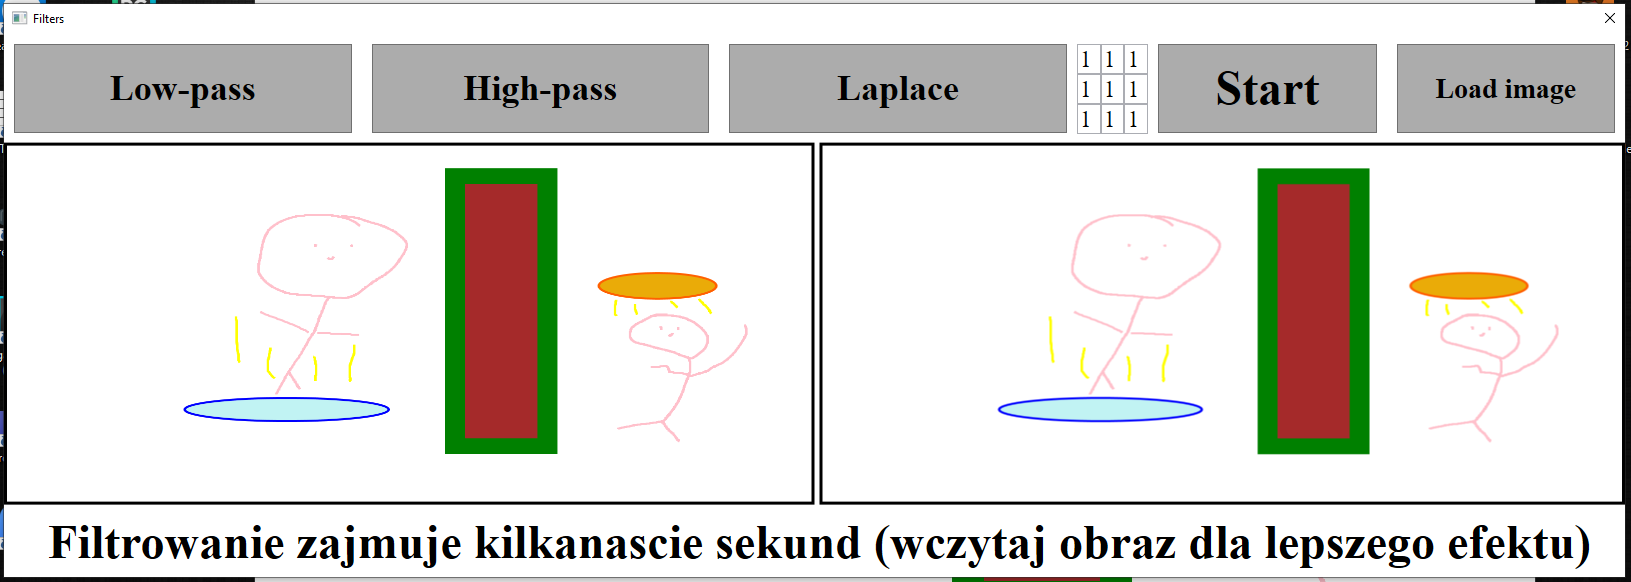 Filters
Low-pass High-pass Laplace 1 1 1 Start Load image
1 1 1
1 1 1
Filtrowanie zajmuje kilkanascie sekund (wczytaj obraz dla lepszego efektu)